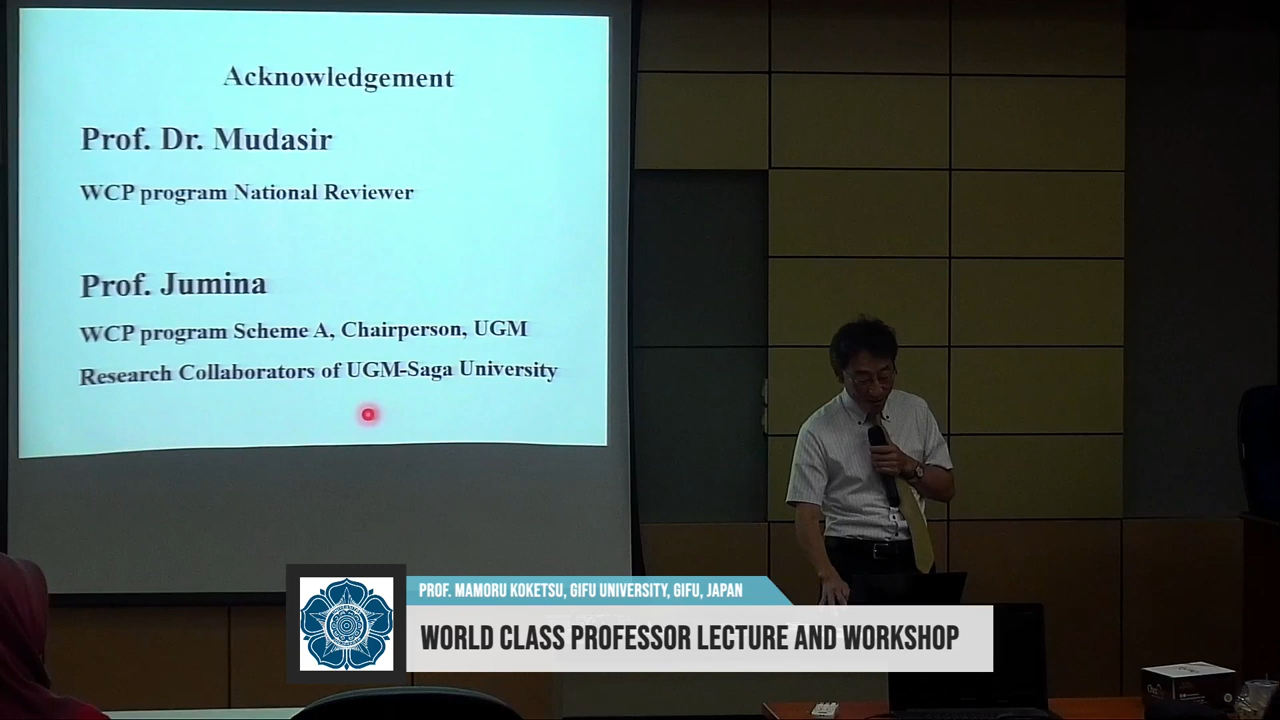 Acknowledgement
Prof. Dr. Mudasir
WCP program National Reviewer
Prof. Jumina
WCP program Scheme A, Chairperson, UGM
Research Collaborators of UGM-Saga University
PROF. MAMORU KOKETSU, GIFU UNIVERSITY, GIFU, JAPAN
WORLD CLASS PROFESSOR LECTURE AND WORKSHOP